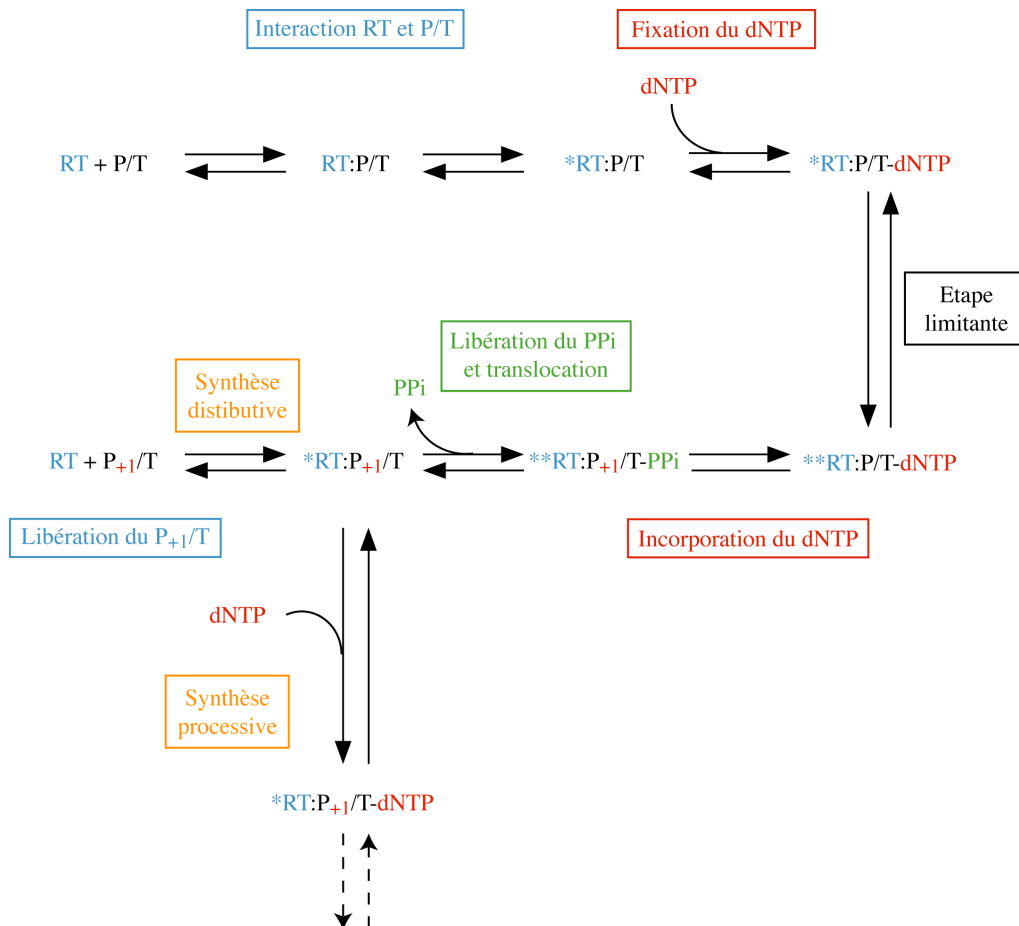 Interaction RT et P/T
Fixation du dNTP
dNTP
RT + P/T
RT:P/T
*RT:P/T
*RT:P/T-dNTP
Etape
limitante
Libération du PPi
et translocation
Synthèse
distibutive
PPi
RT + P+1/T
*RT:P+1/T
**RT:P+1/T-PPi
**RT:P/T-dNTP
Libération du P+1/T
Incorporation du dNTP
dNTP
Synthèse
processive
*RT:P+1/T-dNTP